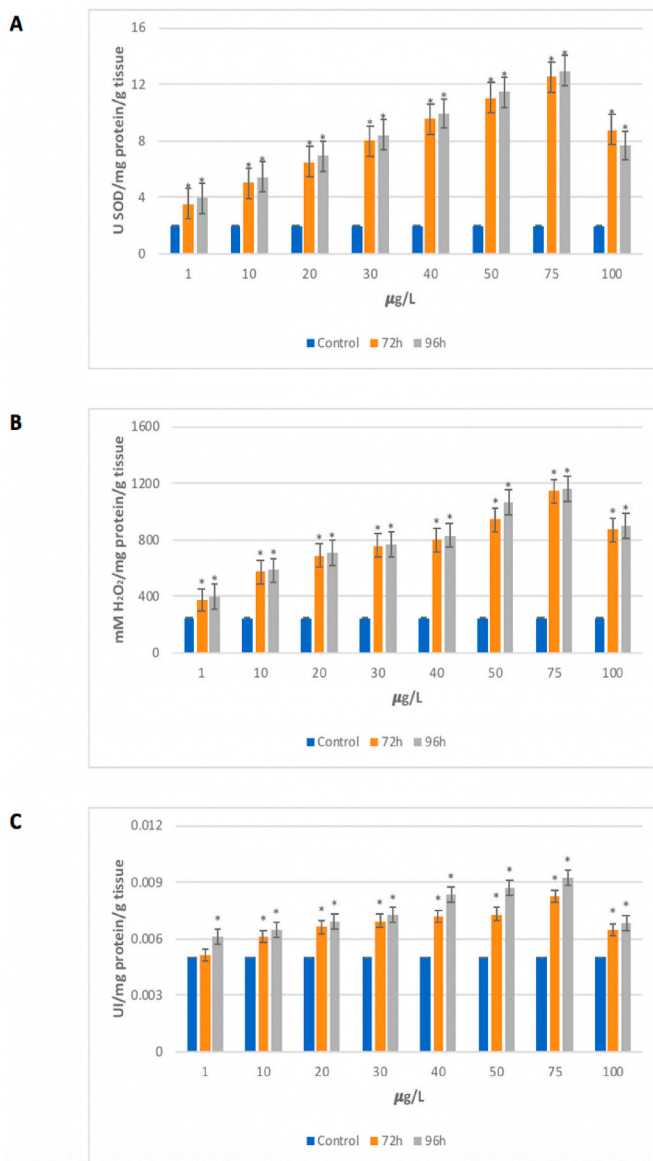 A
16
12
8
4
0
U SOD/mg protein/g tissue
* * * * * * * * * * * * * * * *
1 10 20 30 40 50 75 100
µg/L
Control 72h 96h
B
1600
1200
800
400
0
mM H₂O₂/mg protein/g tissue
* * * * * * * * * * * * * * * *
1 10 20 30 40 50 75 100
µg/L
Control 72h 96h
C
0.012
0.009
0.006
0.003
0
UI/mg protein/g tissue
* * * * * * * * * * * * * * *
1 10 20 30 40 50 75 100
µg/L
Control 72h 96h